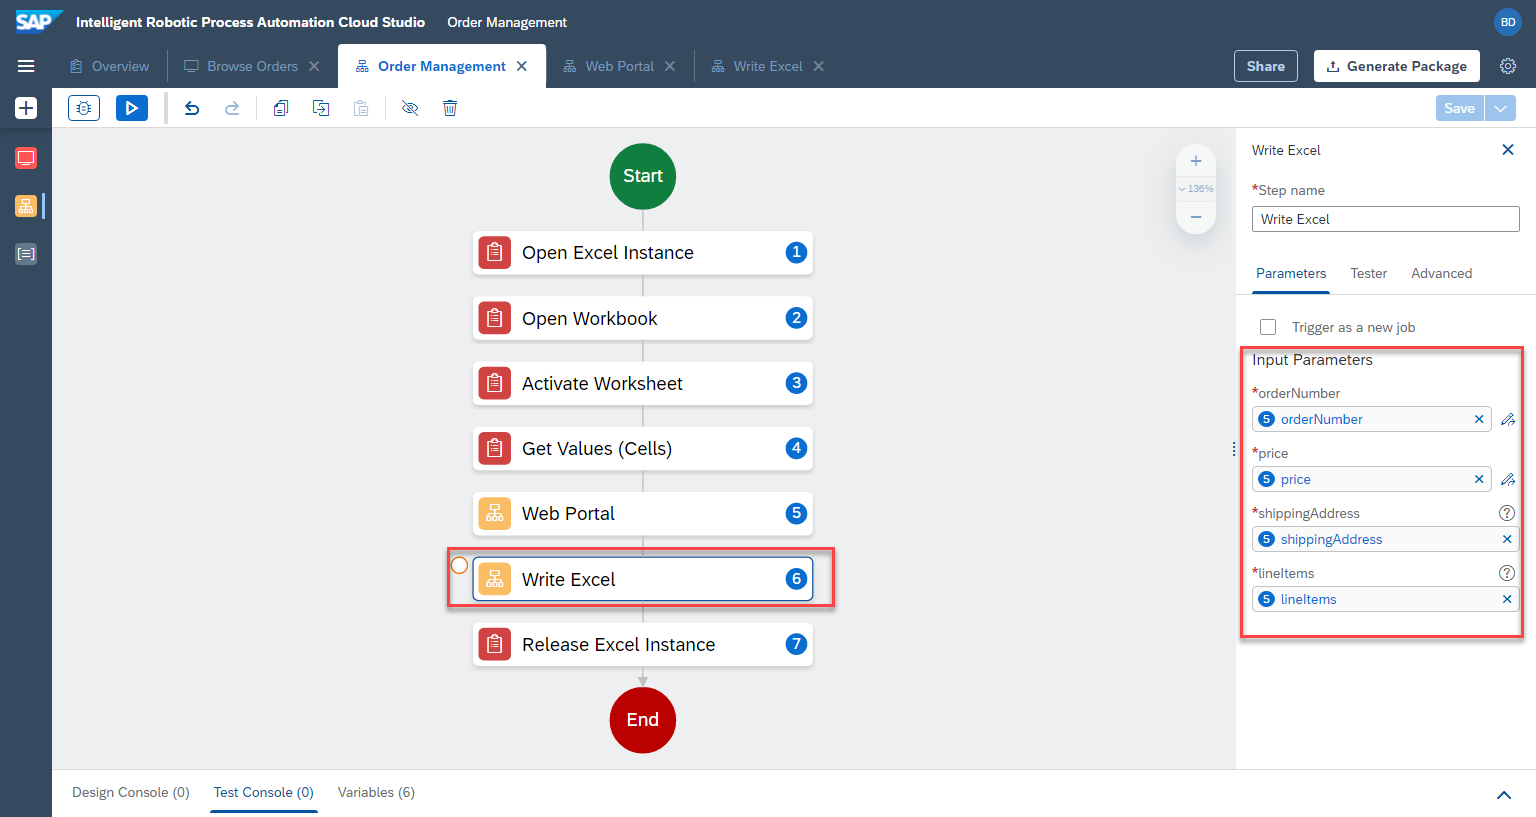 SAP Intelligent Robotic Process Automation Cloud Studio Order Management BD
Overview Browse Orders Order Management Web Portal Write Excel Share Generate Package
Save
Start
136%
Open Excel Instance 1
Open Workbook 2
Activate Worksheet 3
Get Values (Cells) 4
Web Portal 5
Write Excel 6
Release Excel Instance 7
End
Write Excel
*Step name
Write Excel
Parameters Tester Advanced
Trigger as a new job
Input Parameters
*orderNumber
5 orderNumber
*price
5 price
*shippingAddress
5 shippingAddress
*lineItems
5 lineItems
Design Console (0) Test Console (0) Variables (6)